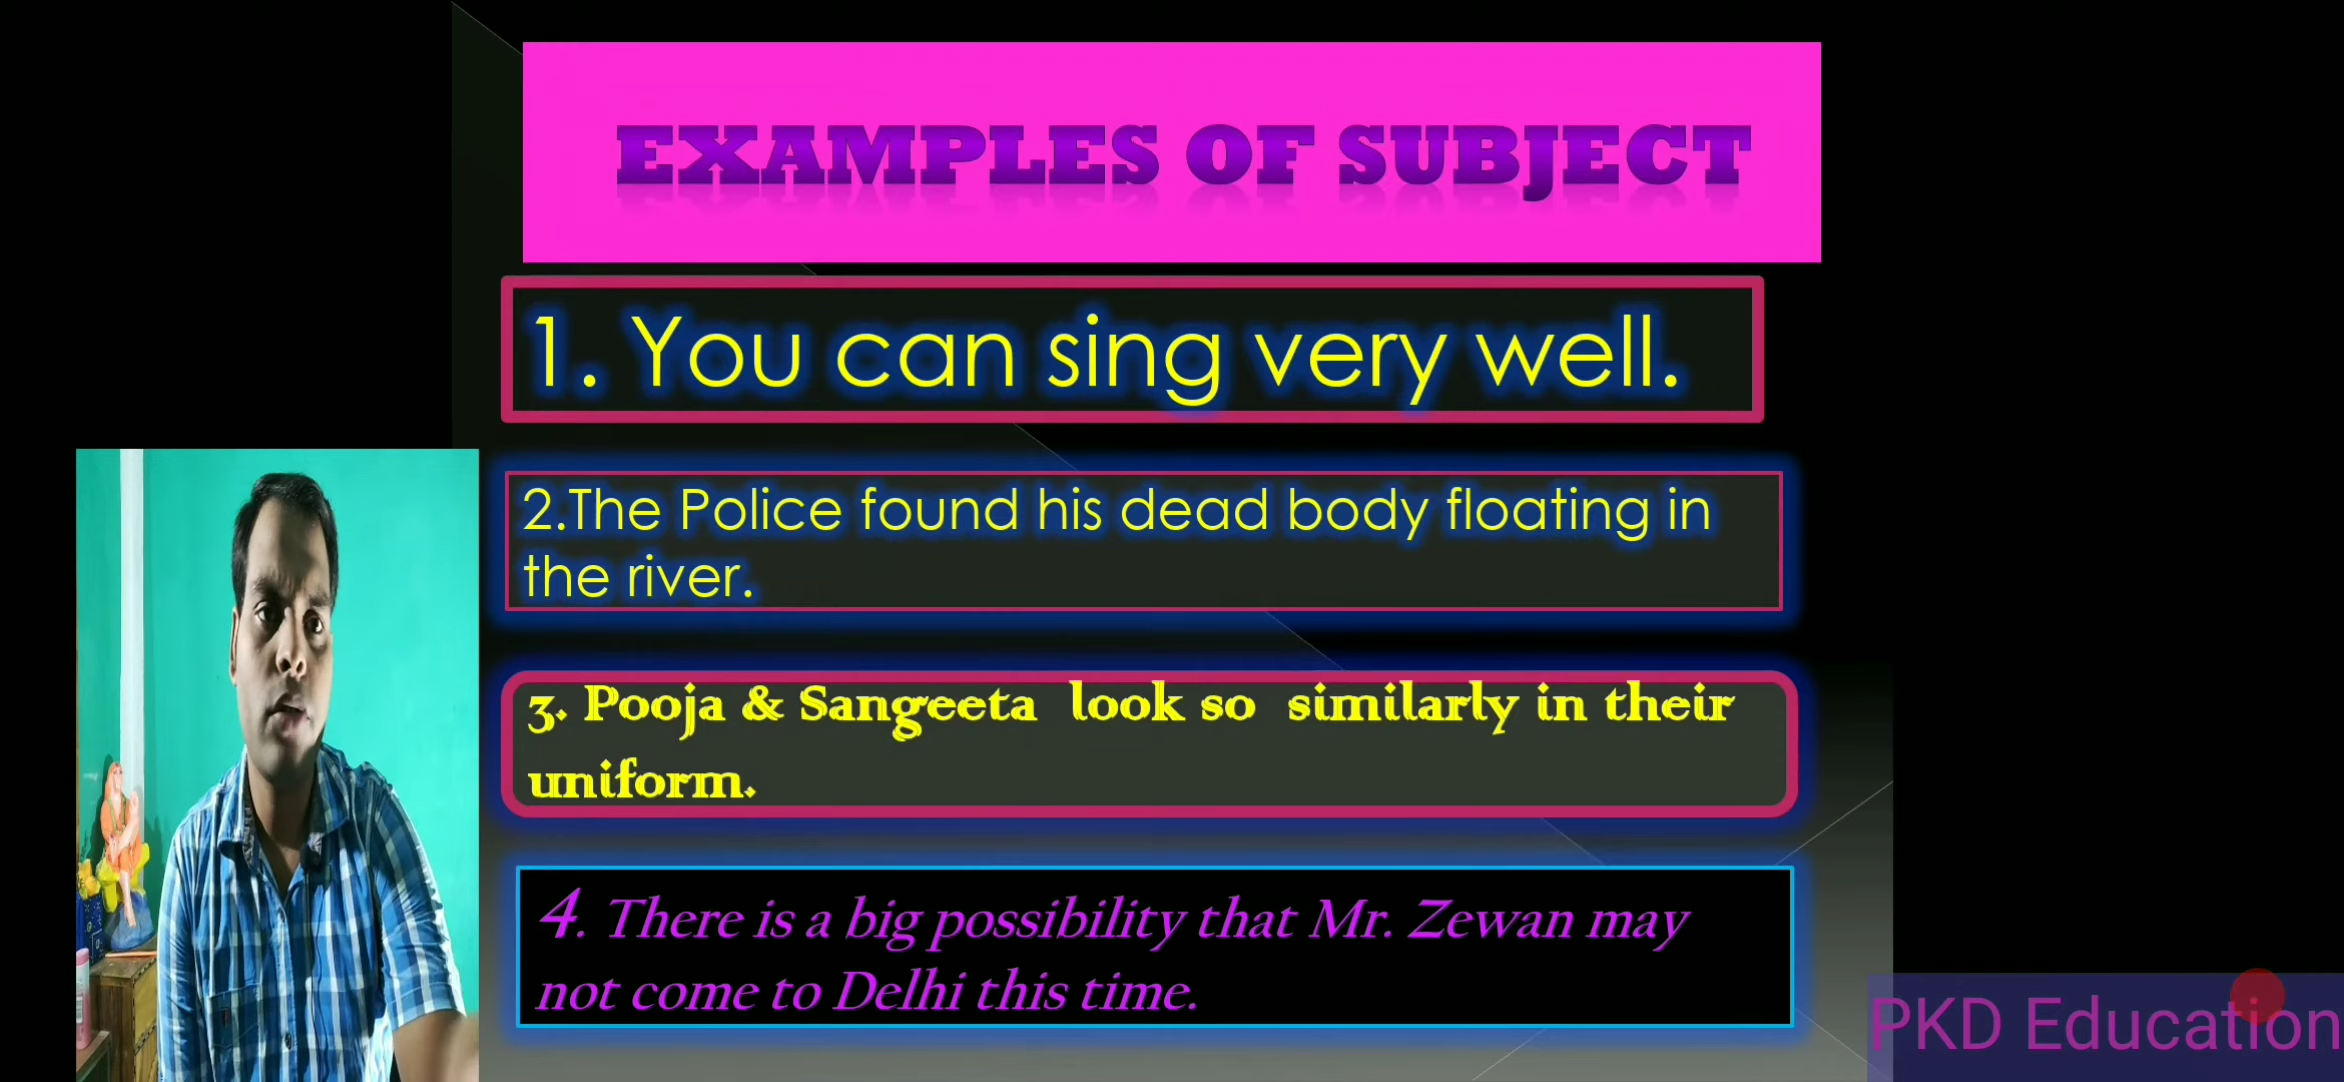 EXAMPLES OF SUBJECT
1. You can sing very well.
2.The Police found his dead body floating in
the river.
3. Pooja & Sangeeta look so similarly in their
uniform.
4. There is a big possibility that Mr. Zewan may
not come to Delhi this time.
PKD Education